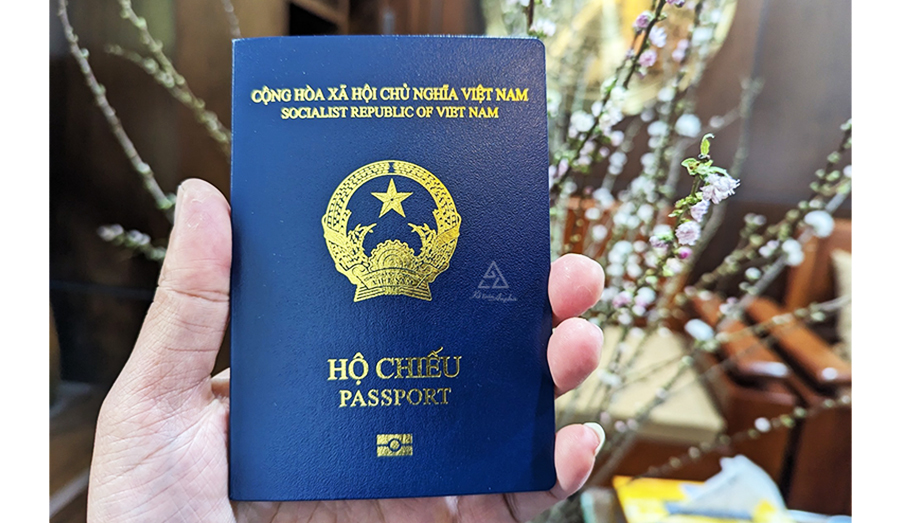 CỘNG HÒA XÃ HỘI CHỦ NGHĨA VIỆT NAM
SOCIALIST REPUBLIC OF VIET NAM
HỘ CHIẾU
PASSPORT